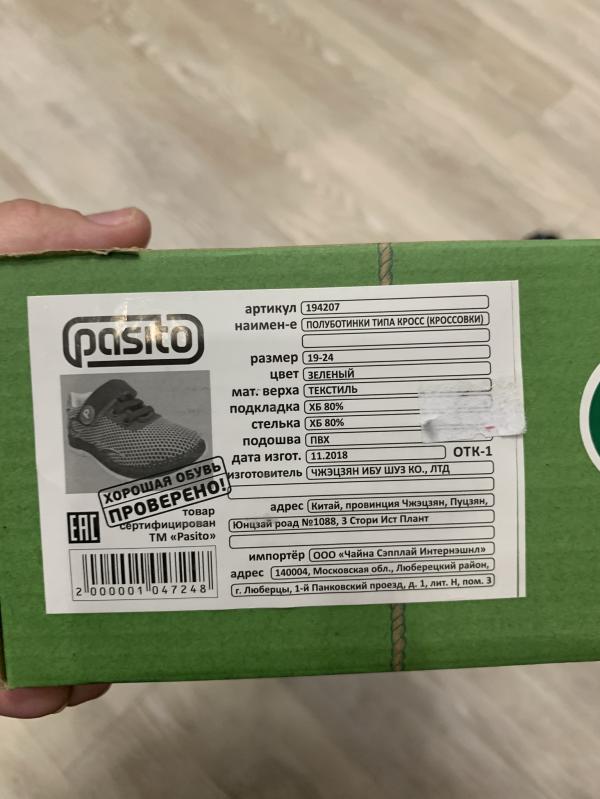 pasito
артикул 194207
наимен-е ПОЛУБОТИНКИ ТИПА КРОСС (КРОССОВКИ)
размер 19-24
цвет ЗЕЛЕНЫЙ
мат. верха ТЕКСТИЛЬ
подкладка ХБ 80%
стелька ХБ 80%
подошва ПВХ
дата изгот. 11.2018 ОТК-1
изготовитель ЧЖЭЦЗЯН ИБУ ШУЗ КО., ЛТД
адрес Китай, провинция Чжэцзян, Пуцзян,
Юнцзай роад №1088, 3 Стори Ист Плант
импортёр ООО «Чайна Сэпплай Интернэшнл»
адрес 140004, Московская обл., Люберецкий район,
г. Люберцы, 1-й Панковский проезд, д. 1, лит. Н, пом. 3
ХОРОШАЯ ОБУВЬ
ПРОВЕРЕНО!
EAC
товар
сертифицирован
ТМ «Pasito»
2 000001 047248